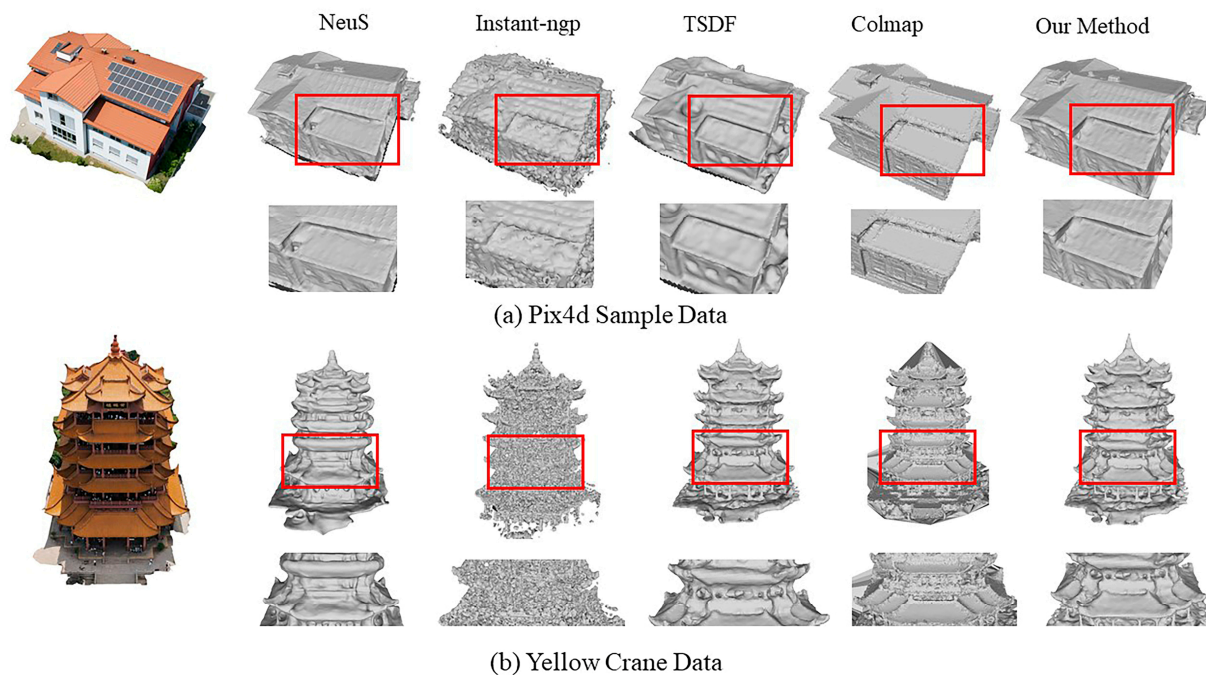 NeuS Instant-ngp TSDF Colmap Our Method
(a) Pix4d Sample Data
(b) Yellow Crane Data